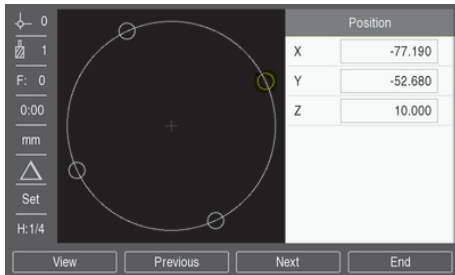 0
Position
1
X -77.190
F: 0
Y -52.680
0:00
Z 10.000
mm
Set
H:1/4
View Previous Next End